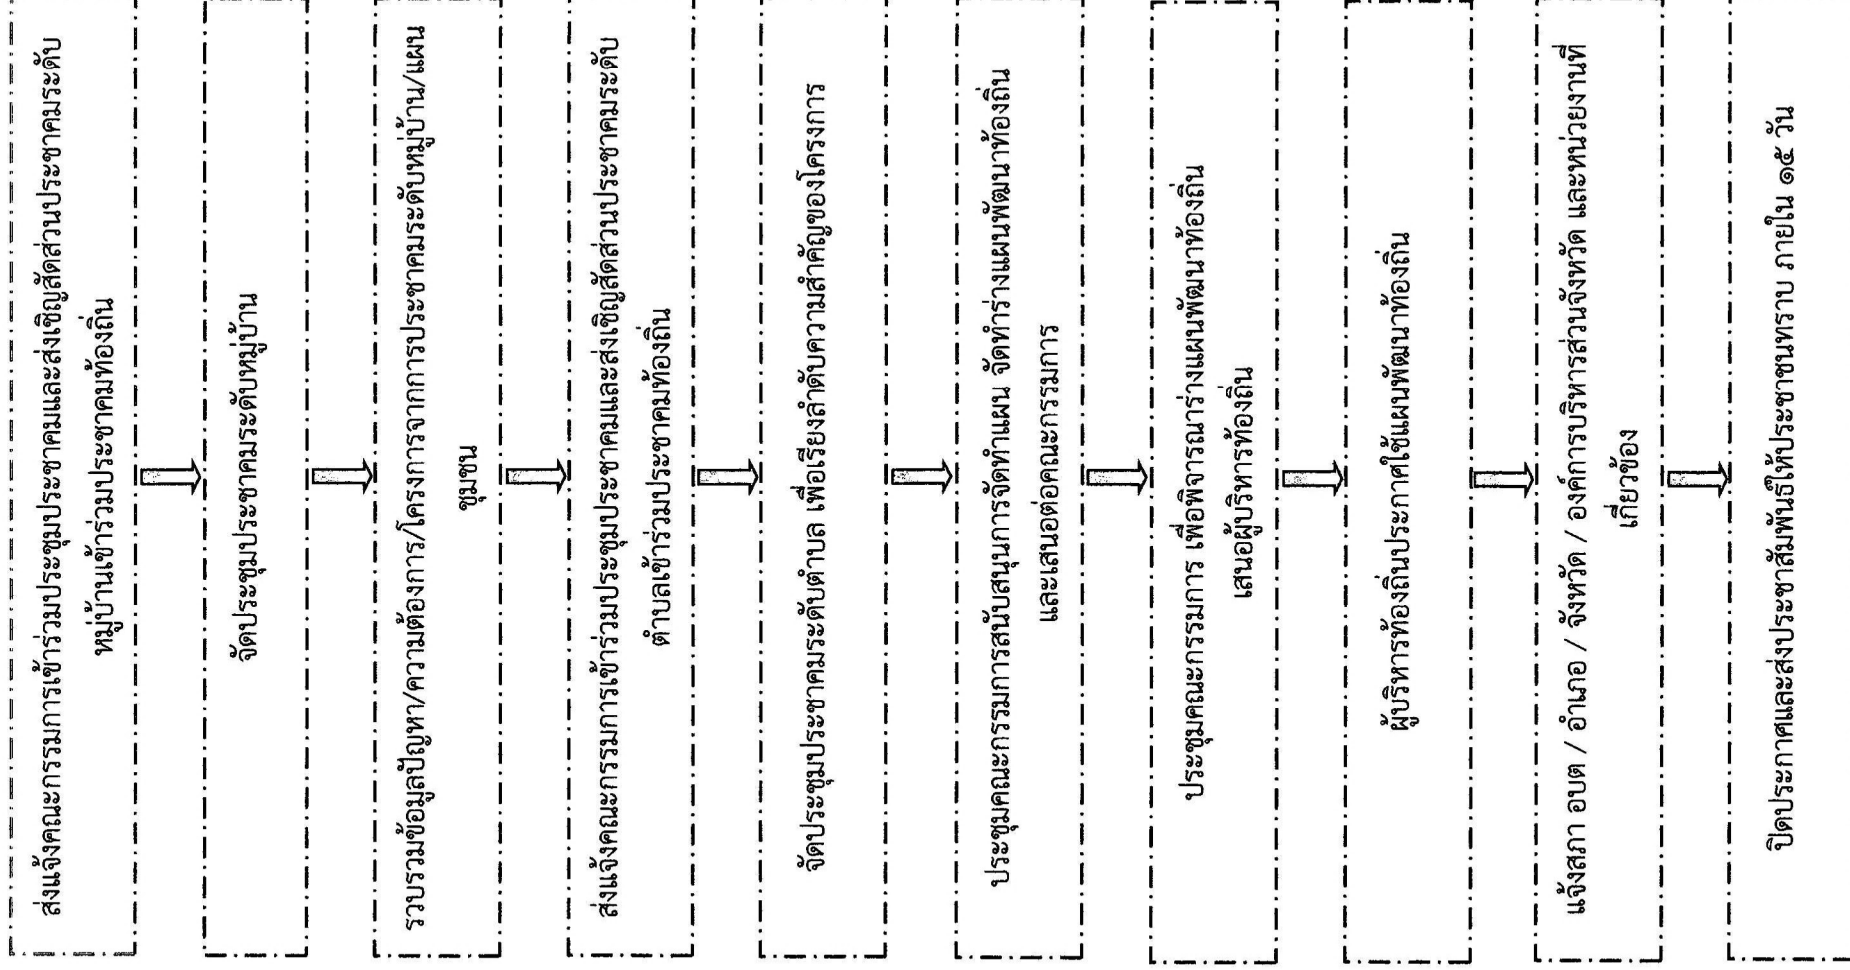 ส่งแจ้งคณะกรรมการเข้าร่วมประชุมประชาคมและส่งเชิญสัดส่วนประชาคมระดับ
หมู่บ้านเข้าร่วมประชาคมท้องถิ่น
จัดประชุมประชาคมระดับหมู่บ้าน
รวบรวมข้อมูลปัญหา/ความต้องการ/โครงการจากการประชาคมระดับหมู่บ้าน/แผน
ชุมชน
ส่งแจ้งคณะกรรมการเข้าร่วมประชุมประชาคมและส่งเชิญสัดส่วนประชาคมระดับ
ตำบลเข้าร่วมประชาคมท้องถิ่น
จัดประชุมประชาคมระดับตำบล เพื่อเรียงลำดับความสำคัญของโครงการ
ประชุมคณะกรรมการสนับสนุนการจัดทำแผน จัดทำร่างแผนพัฒนาท้องถิ่น
และเสนอต่อคณะกรรมการ
ประชุมคณะกรรมการ เพื่อพิจารณาร่างแผนพัฒนาท้องถิ่น
เสนอผู้บริหารท้องถิ่น
ผู้บริหารท้องถิ่นประกาศใช้แผนพัฒนาท้องถิ่น
แจ้งสภา อบต / อำเภอ / จังหวัด / องค์การบริหารส่วนจังหวัด และหน่วยงานที่
เกี่ยวข้อง
ปิดประกาศและส่งประชาสัมพันธ์ให้ประชาชนทราบ ภายใน ๑๕ วัน